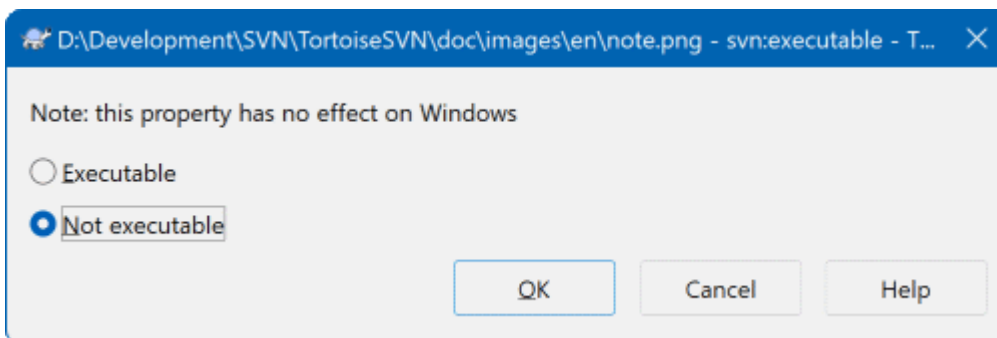 D:\Development\SVN\TortoiseSVN\doc\images\en\note.png - svn:executable - T...
Note: this property has no effect on Windows
Executable
Not executable
OK Cancel Help